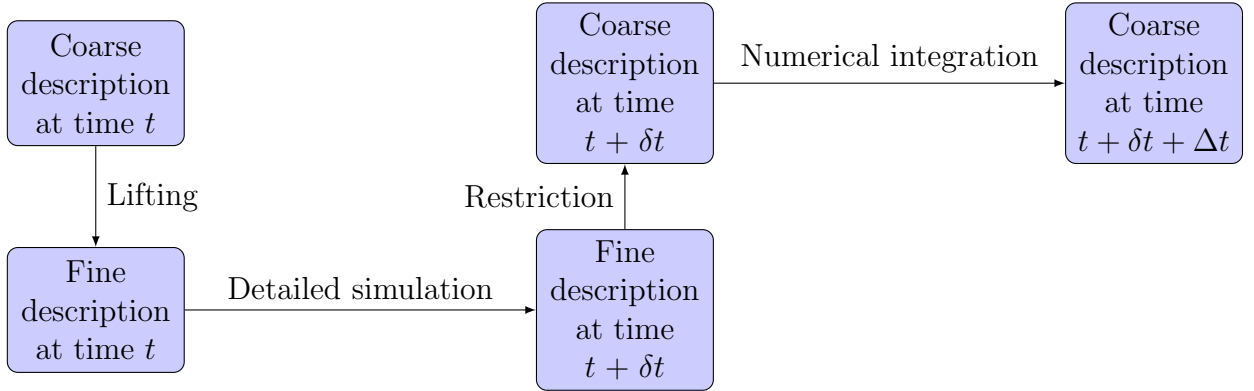 Coarse
description
at time t
Lifting
Fine
description
at time t
Detailed simulation
Fine
description
at time
t + δt
Restriction
Coarse
description
at time
t + δt
Numerical integration
Coarse
description
at time
t + δt + Δt